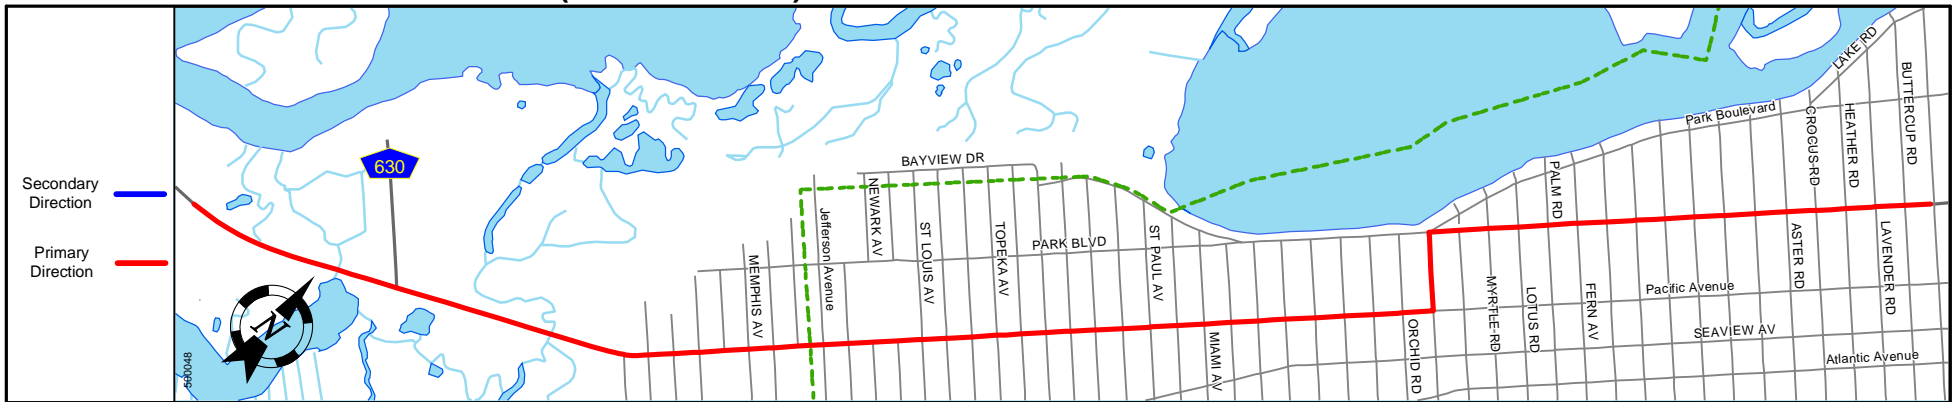 Secondary
Direction
Primary
Direction
630
500048
N
BAYVIEW DR
NEWARK AV
Jefferson Avenue
MEMPHIS AV
ST LOUIS AV
TOPEKA AV
PARK BLVD
ST PAUL AV
MIAMI AV
ORCHID RD
MYRTLE RD
LOTUS RD
PALM RD
FERN AV
Pacific Avenue
SEAVIEW AV
Atlantic Avenue
Park Boulevard
LAKE RD
CROCUS RD
HEATHER RD
BUTTERCUP RD
ASTER RD
LAVENDER RD